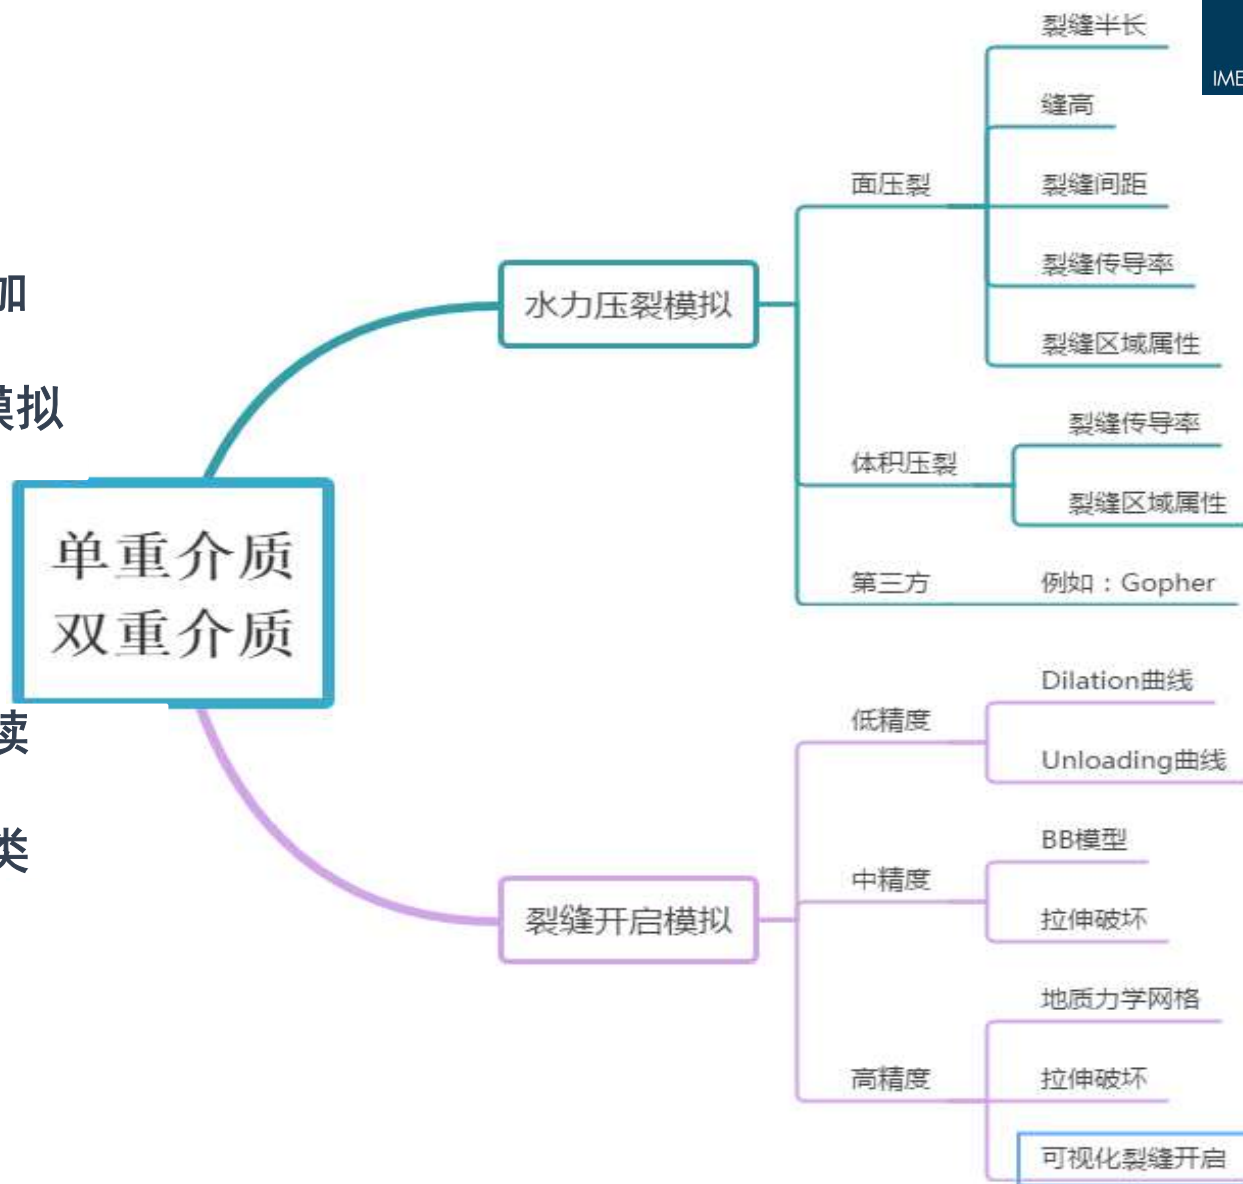 加
模拟
单重介质
双重介质
续
类
水力压裂模拟
面压裂
裂缝半长
缝高
裂缝间距
裂缝传导率
裂缝区域属性
体积压裂
裂缝传导率
裂缝区域属性
第三方
例如：Gopher
裂缝开启模拟
低精度
Dilation曲线
Unloading曲线
中精度
BB模型
拉伸破坏
高精度
地质力学网格
拉伸破坏
可视化裂缝开启